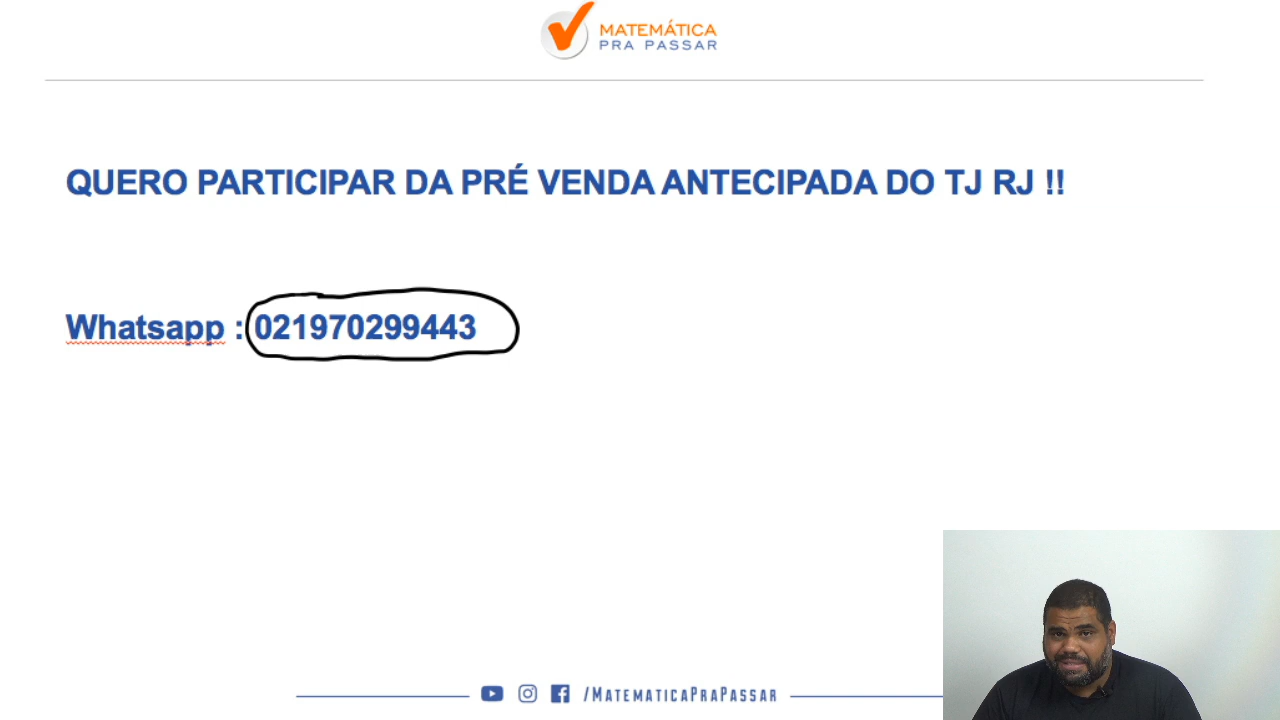 MATEMÁTICA
PRA PASSAR
QUERO PARTICIPAR DA PRÉ VENDA ANTECIPADA DO TJ RJ !!
Whatsapp : 021970299443
/MATEMATICAPRAPASSAR